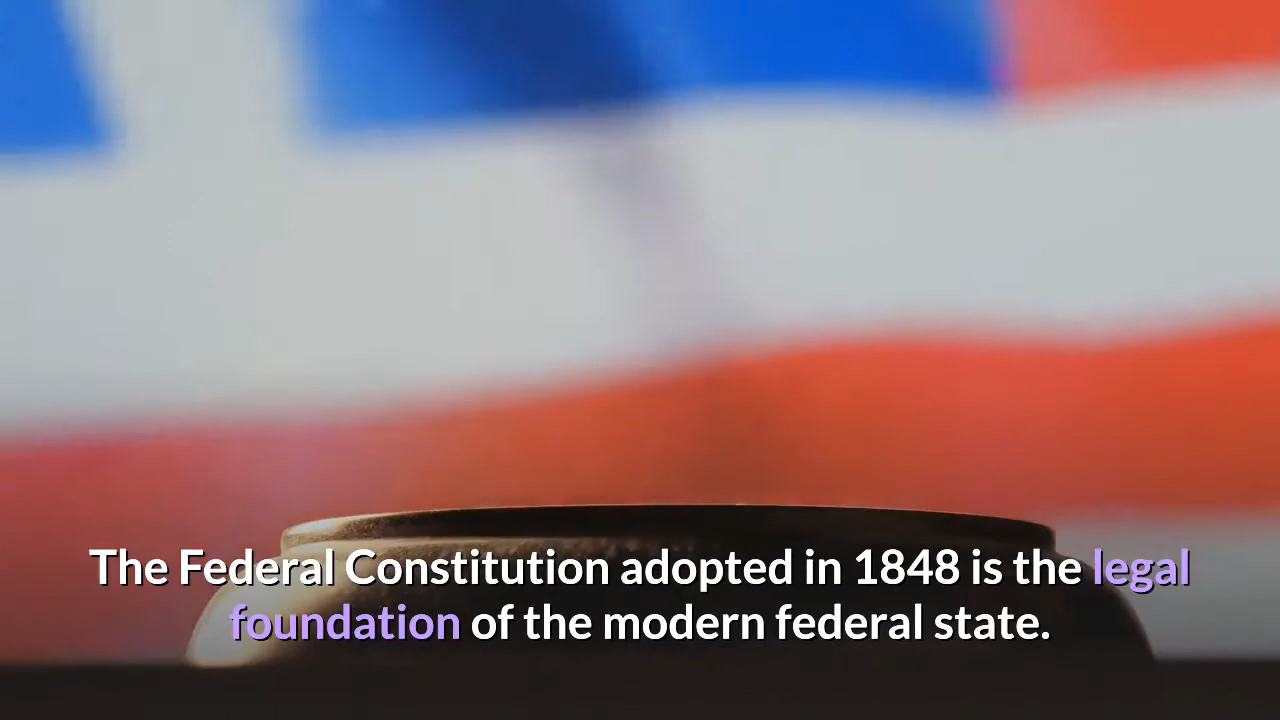 The Federal Constitution adopted in 1848 is the legal
foundation of the modern federal state.